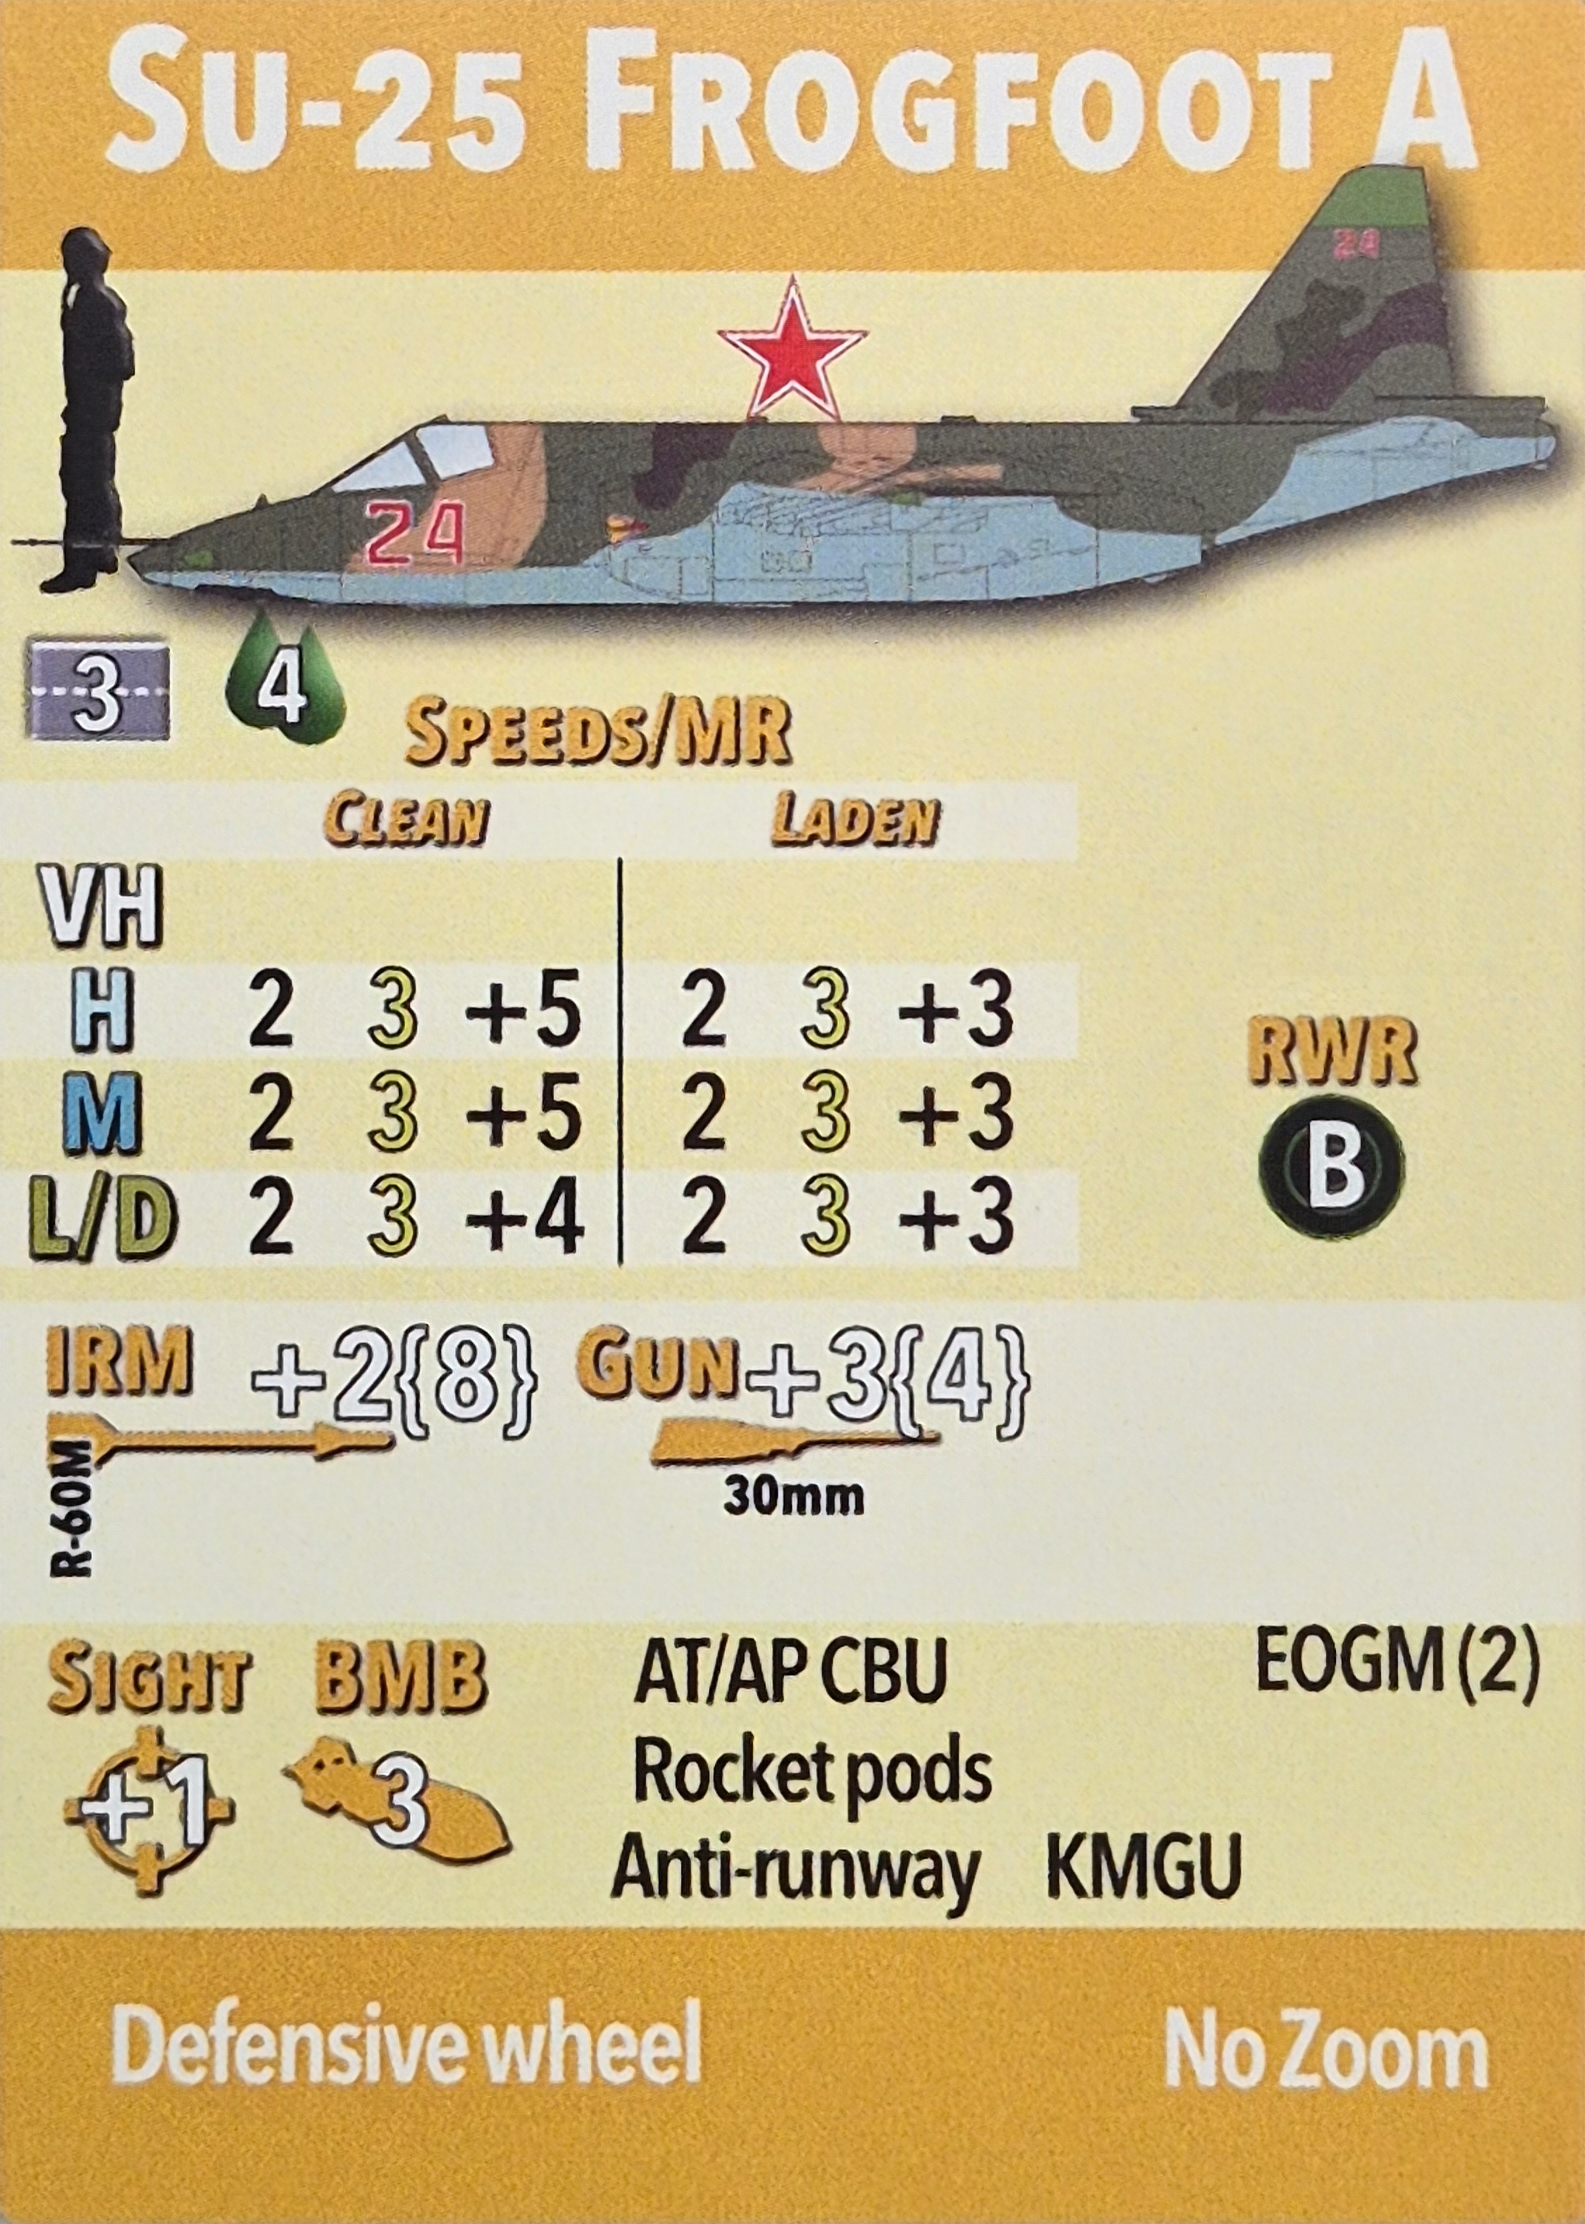 SU-25 FROGFOOT A
24
24
3 4
SPEEDS/MR
CLEAN LADEN
VH
H 2 3 +5 2 3 +3
M 2 3 +5 2 3 +3
L/D 2 3 +4 2 3 +3
RWR
B
IRM +2{8} GUN +3{4}
R-60M
30mm
SIGHT BMB
+1 3
AT/AP CBU EOGM (2)
Rocket pods
Anti-runway KMGU
Defensive wheel No Zoom